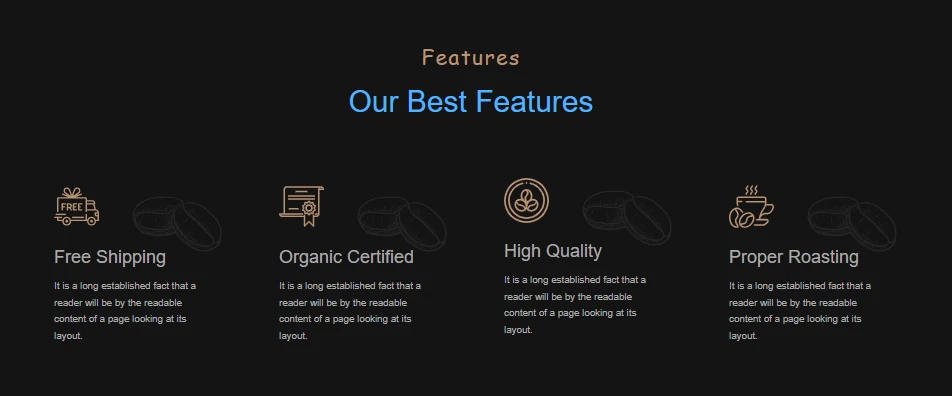 Features
Our Best Features
FREE
Free Shipping
It is a long established fact that a
reader will be by the readable
content of a page looking at its
layout.
Organic Certified
It is a long established fact that a
reader will be by the readable
content of a page looking at its
layout.
High Quality
It is a long established fact that a
reader will be by the readable
content of a page looking at its
layout.
Proper Roasting
It is a long established fact that a
reader will be by the readable
content of a page looking at its
layout.